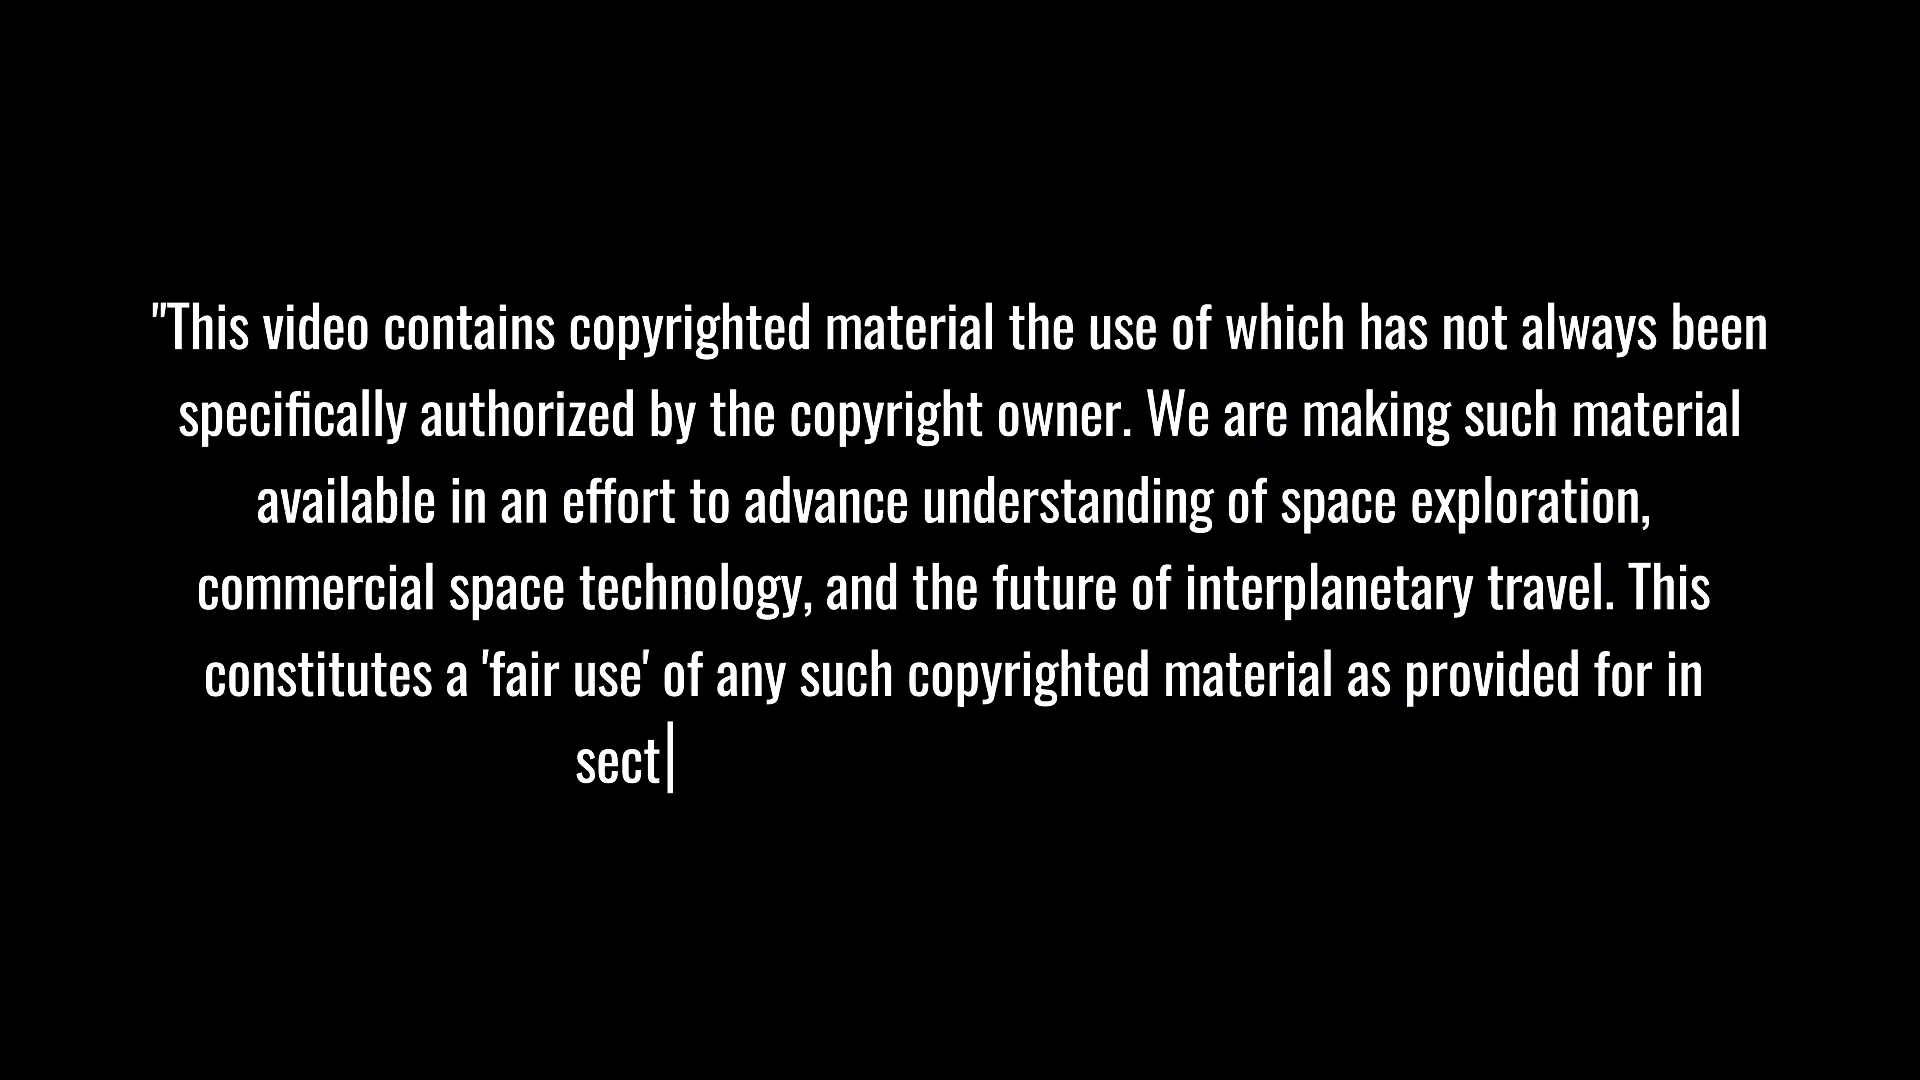 "This video contains copyrighted material the use of which has not always been
specifically authorized by the copyright owner. We are making such material
available in an effort to advance understanding of space exploration,
commercial space technology, and the future of interplanetary travel. This
constitutes a 'fair use' of any such copyrighted material as provided for in
sect